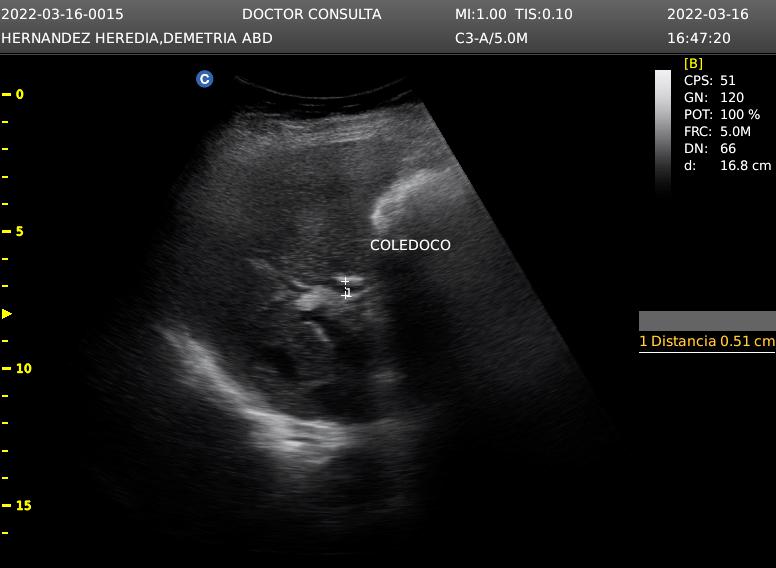 2022-03-16-0015 DOCTOR CONSULTA MI:1.00 TIS:0.10 2022-03-16
HERNANDEZ HEREDIA,DEMETRIA ABD C3-A/5.0M 16:47:20
C
[B]
CPS: 51
GN: 120
POT: 100 %
FRC: 5.0M
DN: 66
d: 16.8 cm
0
5
10
15
COLEDOCO
1
1 Distancia 0.51 cm